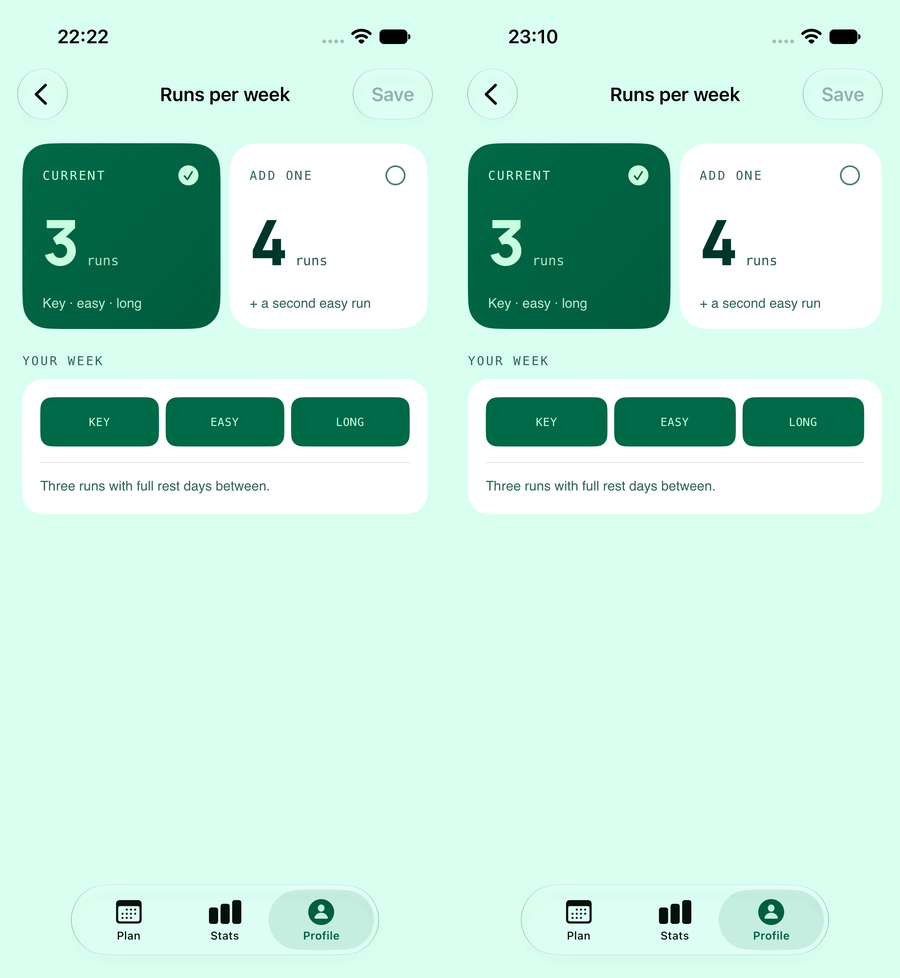 22:22
Runs per week
Save
CURRENT
3 runs
Key · easy · long
ADD ONE
4 runs
+ a second easy run
YOUR WEEK
KEY
EASY
LONG
Three runs with full rest days between.
Plan
Stats
Profile
23:10
Runs per week
Save
CURRENT
3 runs
Key · easy · long
ADD ONE
4 runs
+ a second easy run
YOUR WEEK
KEY
EASY
LONG
Three runs with full rest days between.
Plan
Stats
Profile